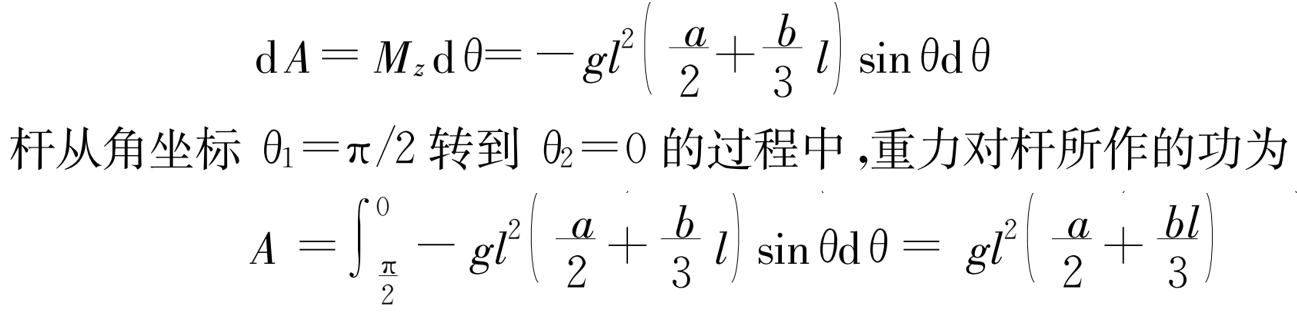 dA = M_z dθ = −gl²(a/2 + b/3 l) sin θdθ
杆从角坐标 θ₁=π/2 转到 θ₂=0 的过程中,重力对杆所作的功为
A = ∫_{π/2}^{0} − gl²(a/2 + b/3 l) sin θdθ = gl²(a/2 + bl/3)